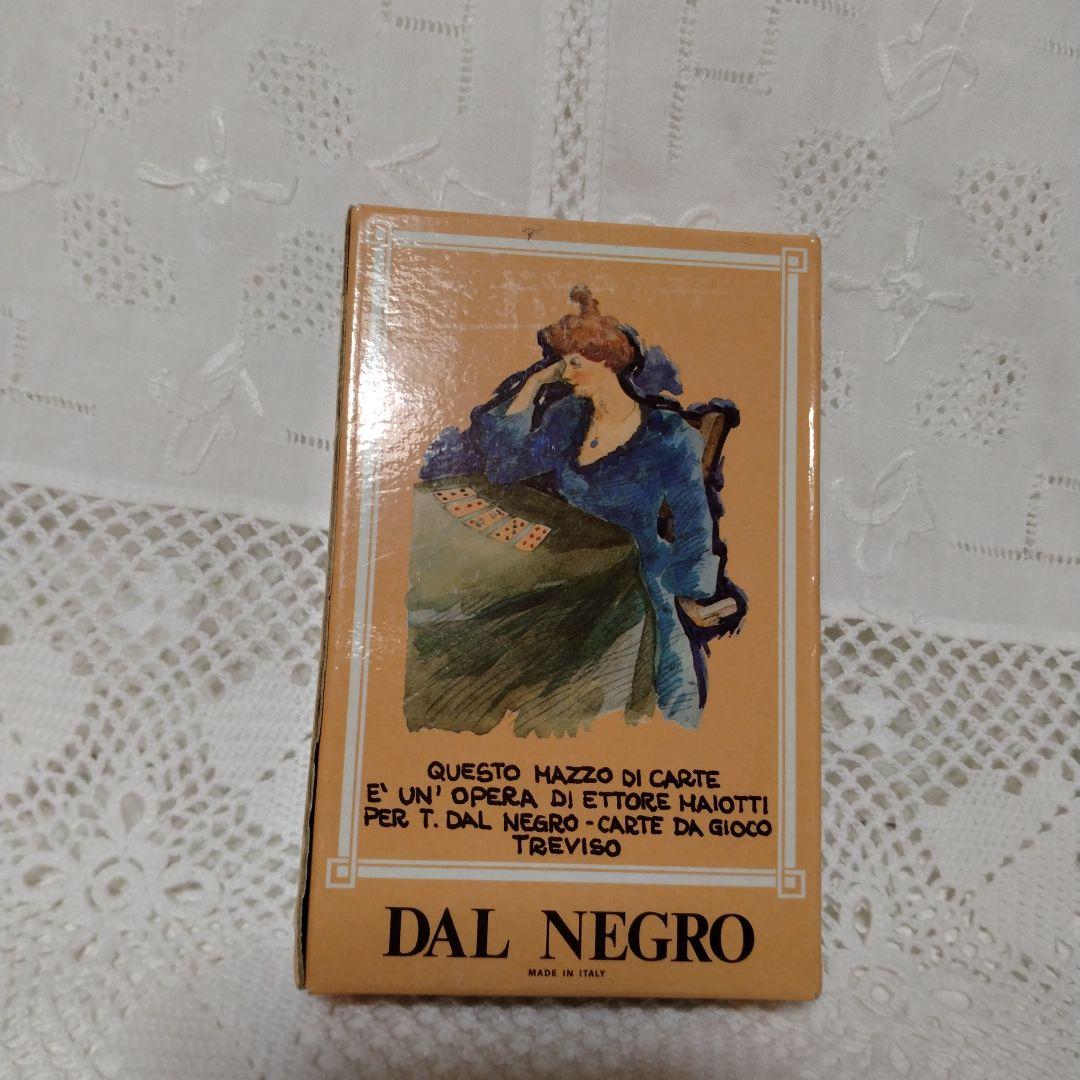 QUESTO MAZZO DI CARTE
E' UN' OPERA DI ETTORE MAIOTTI
PER T. DAL NEGRO - CARTE DA GIOCO
TREVISO
DAL NEGRO
MADE IN ITALY